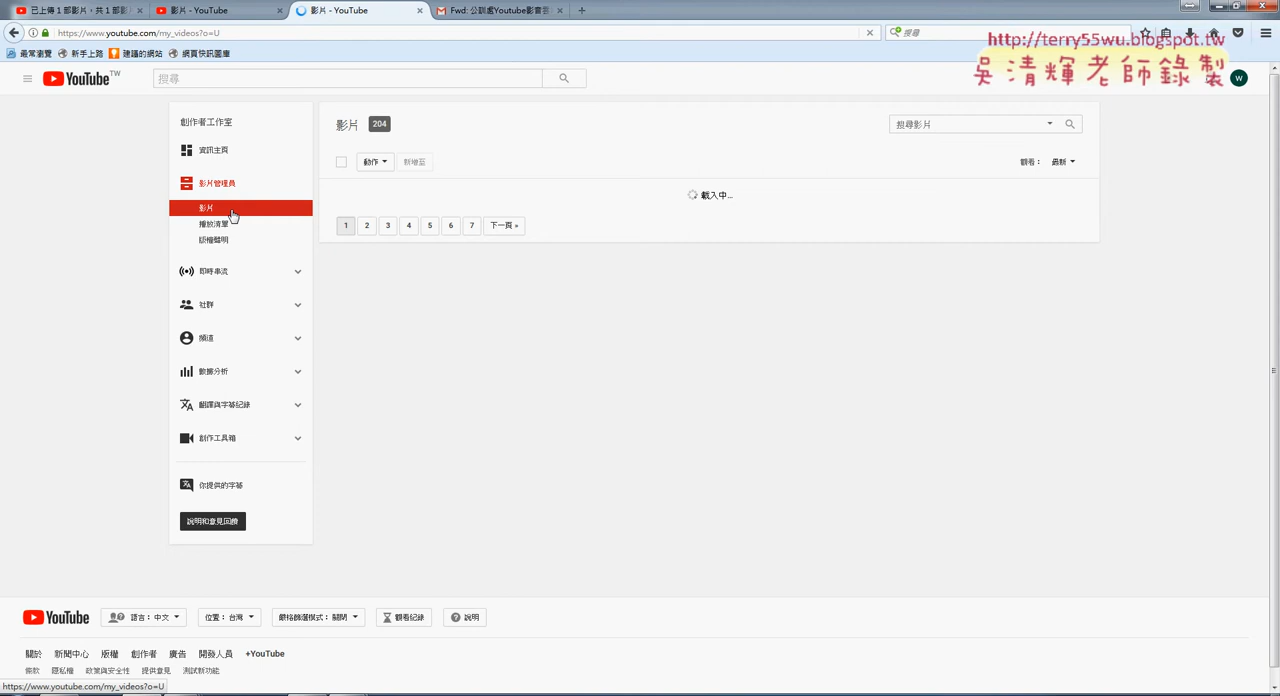 已上傳 1 部影片，共 1 部影片
影片 - YouTube
影片 - YouTube
Fwd: 公訓處Youtube影音
https://www.youtube.com/my_videos?o=U
搜尋
最常瀏覽
新手上路
建議的網站
網頁快訊圖庫
http://terry55wu.blogspot.tw
吳清輝老師錄製
YouTube TW
搜尋
W
創作者工作室
資訊主頁
影片管理員
影片
播放清單
版權聲明
即時串流
社群
頻道
數據分析
翻譯與字幕紀錄
創作工具箱
你提供的字幕
說明和意見回饋
影片 204
搜尋影片
動作
新增至
觀看： 最新
載入中...
1 2 3 4 5 6 7 下一頁 »
YouTube
語言：中文
位置：台灣
嚴格篩選模式：關閉
觀看紀錄
說明
關於 新聞中心 版權 創作者 廣告 開發人員 +YouTube
條款 隱私權 政策與安全性 提供意見 測試新功能
https://www.youtube.com/my_videos?o=U